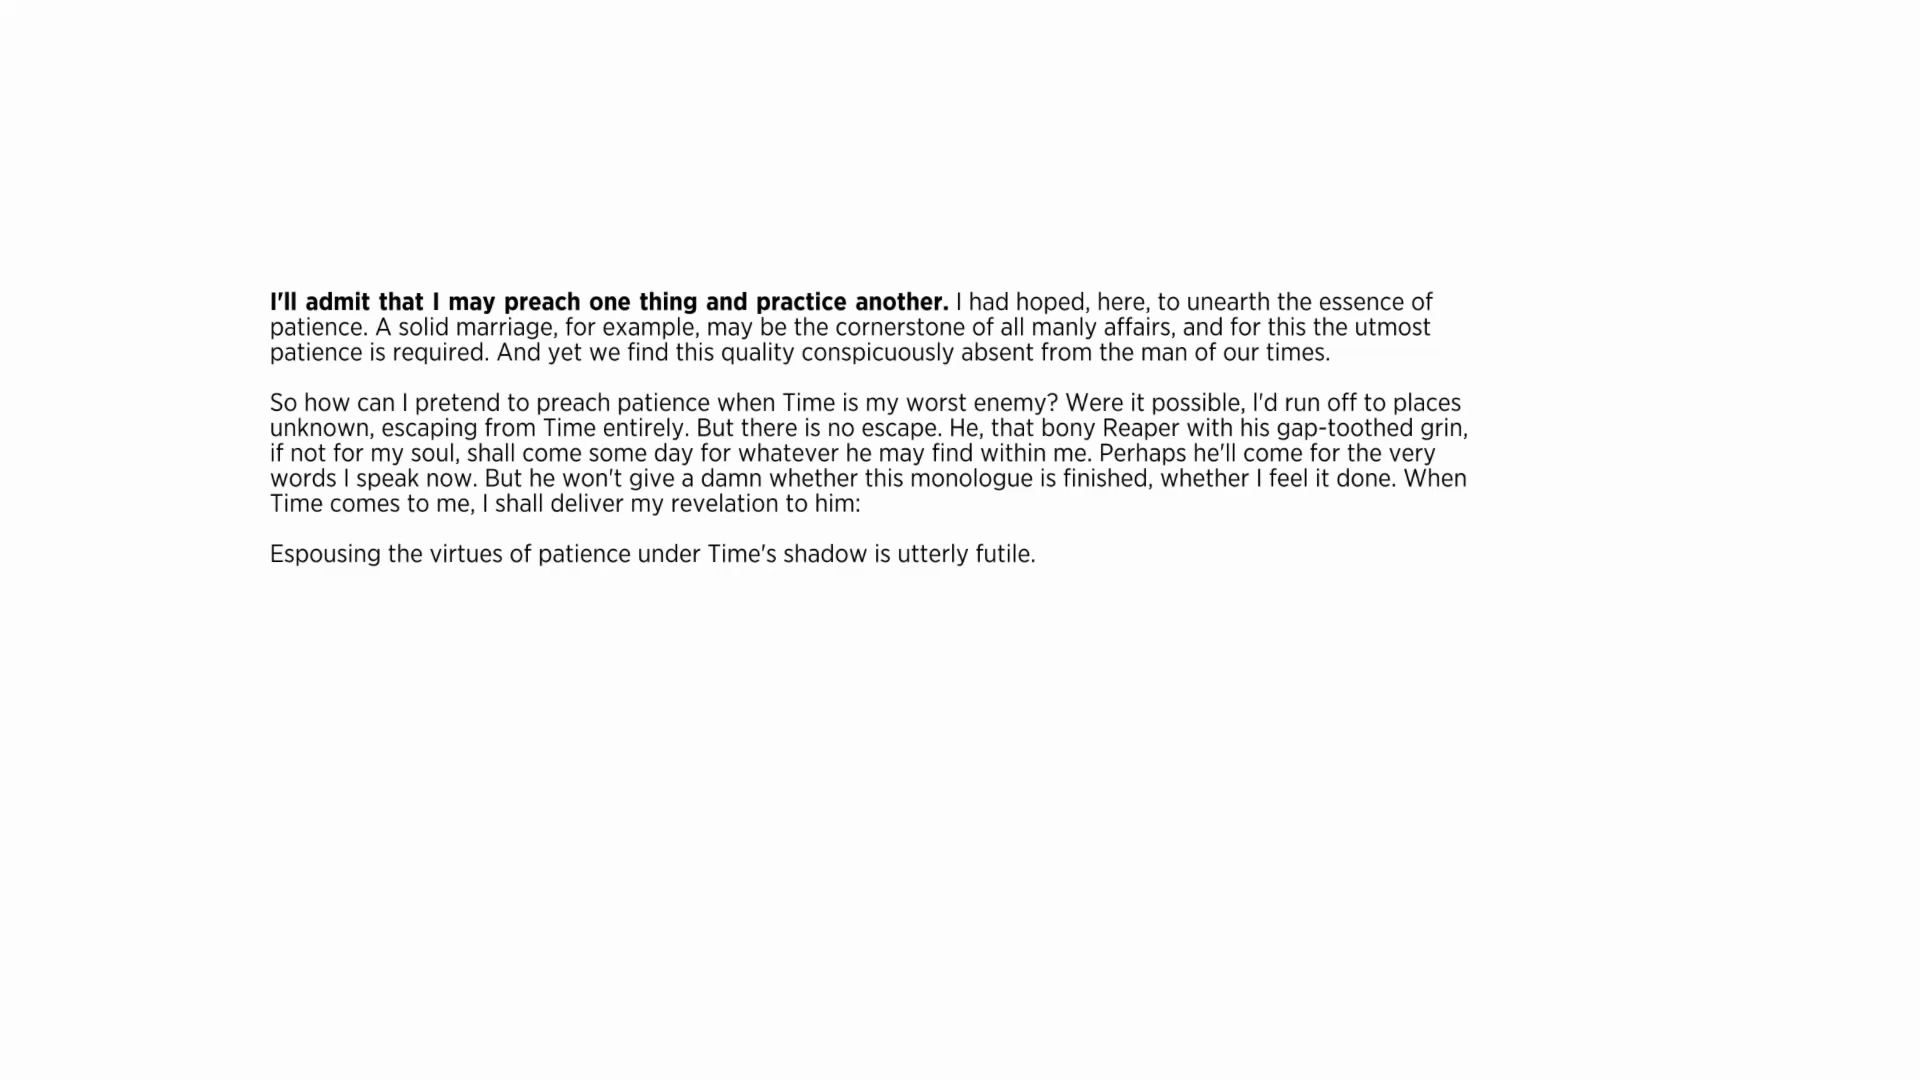 I'll admit that I may preach one thing and practice another. I had hoped, here, to unearth the essence of
patience. A solid marriage, for example, may be the cornerstone of all manly affairs, and for this the utmost
patience is required. And yet we find this quality conspicuously absent from the man of our times.
So how can I pretend to preach patience when Time is my worst enemy? Were it possible, I'd run off to places
unknown, escaping from Time entirely. But there is no escape. He, that bony Reaper with his gap-toothed grin,
if not for my soul, shall come some day for whatever he may find within me. Perhaps he'll come for the very
words I speak now. But he won't give a damn whether this monologue is finished, whether I feel it done. When
Time comes to me, I shall deliver my revelation to him:
Espousing the virtues of patience under Time's shadow is utterly futile.